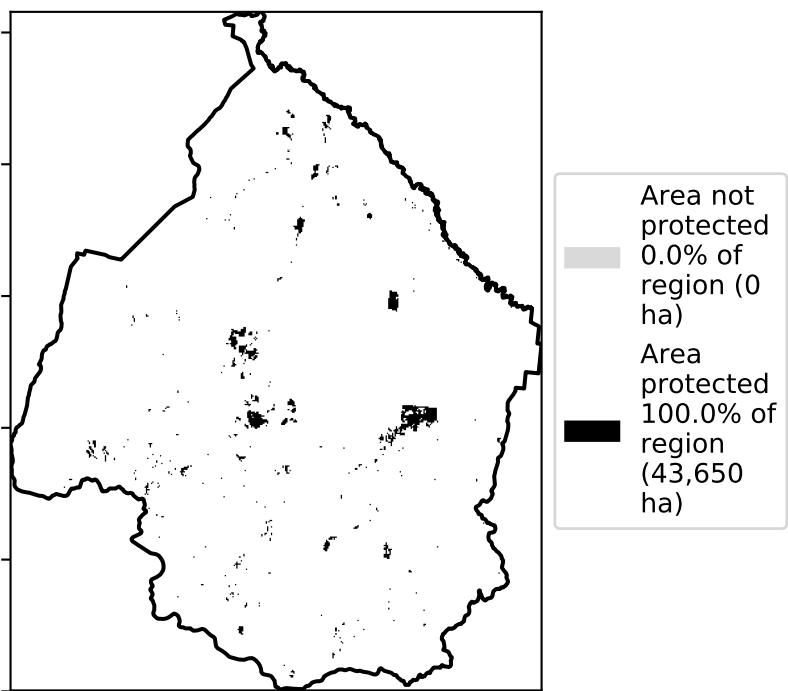 Area not
protected
0.0% of
region (0
ha)
Area
protected
100.0% of
region
(43,650
ha)